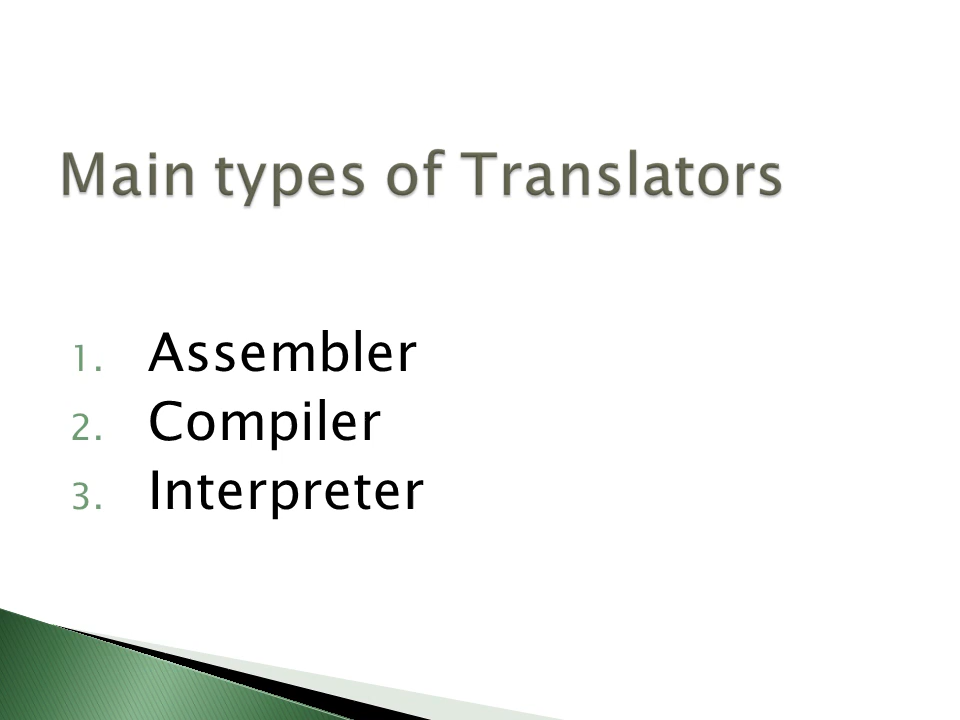 Main types of Translators
1. Assembler
2. Compiler
3. Interpreter